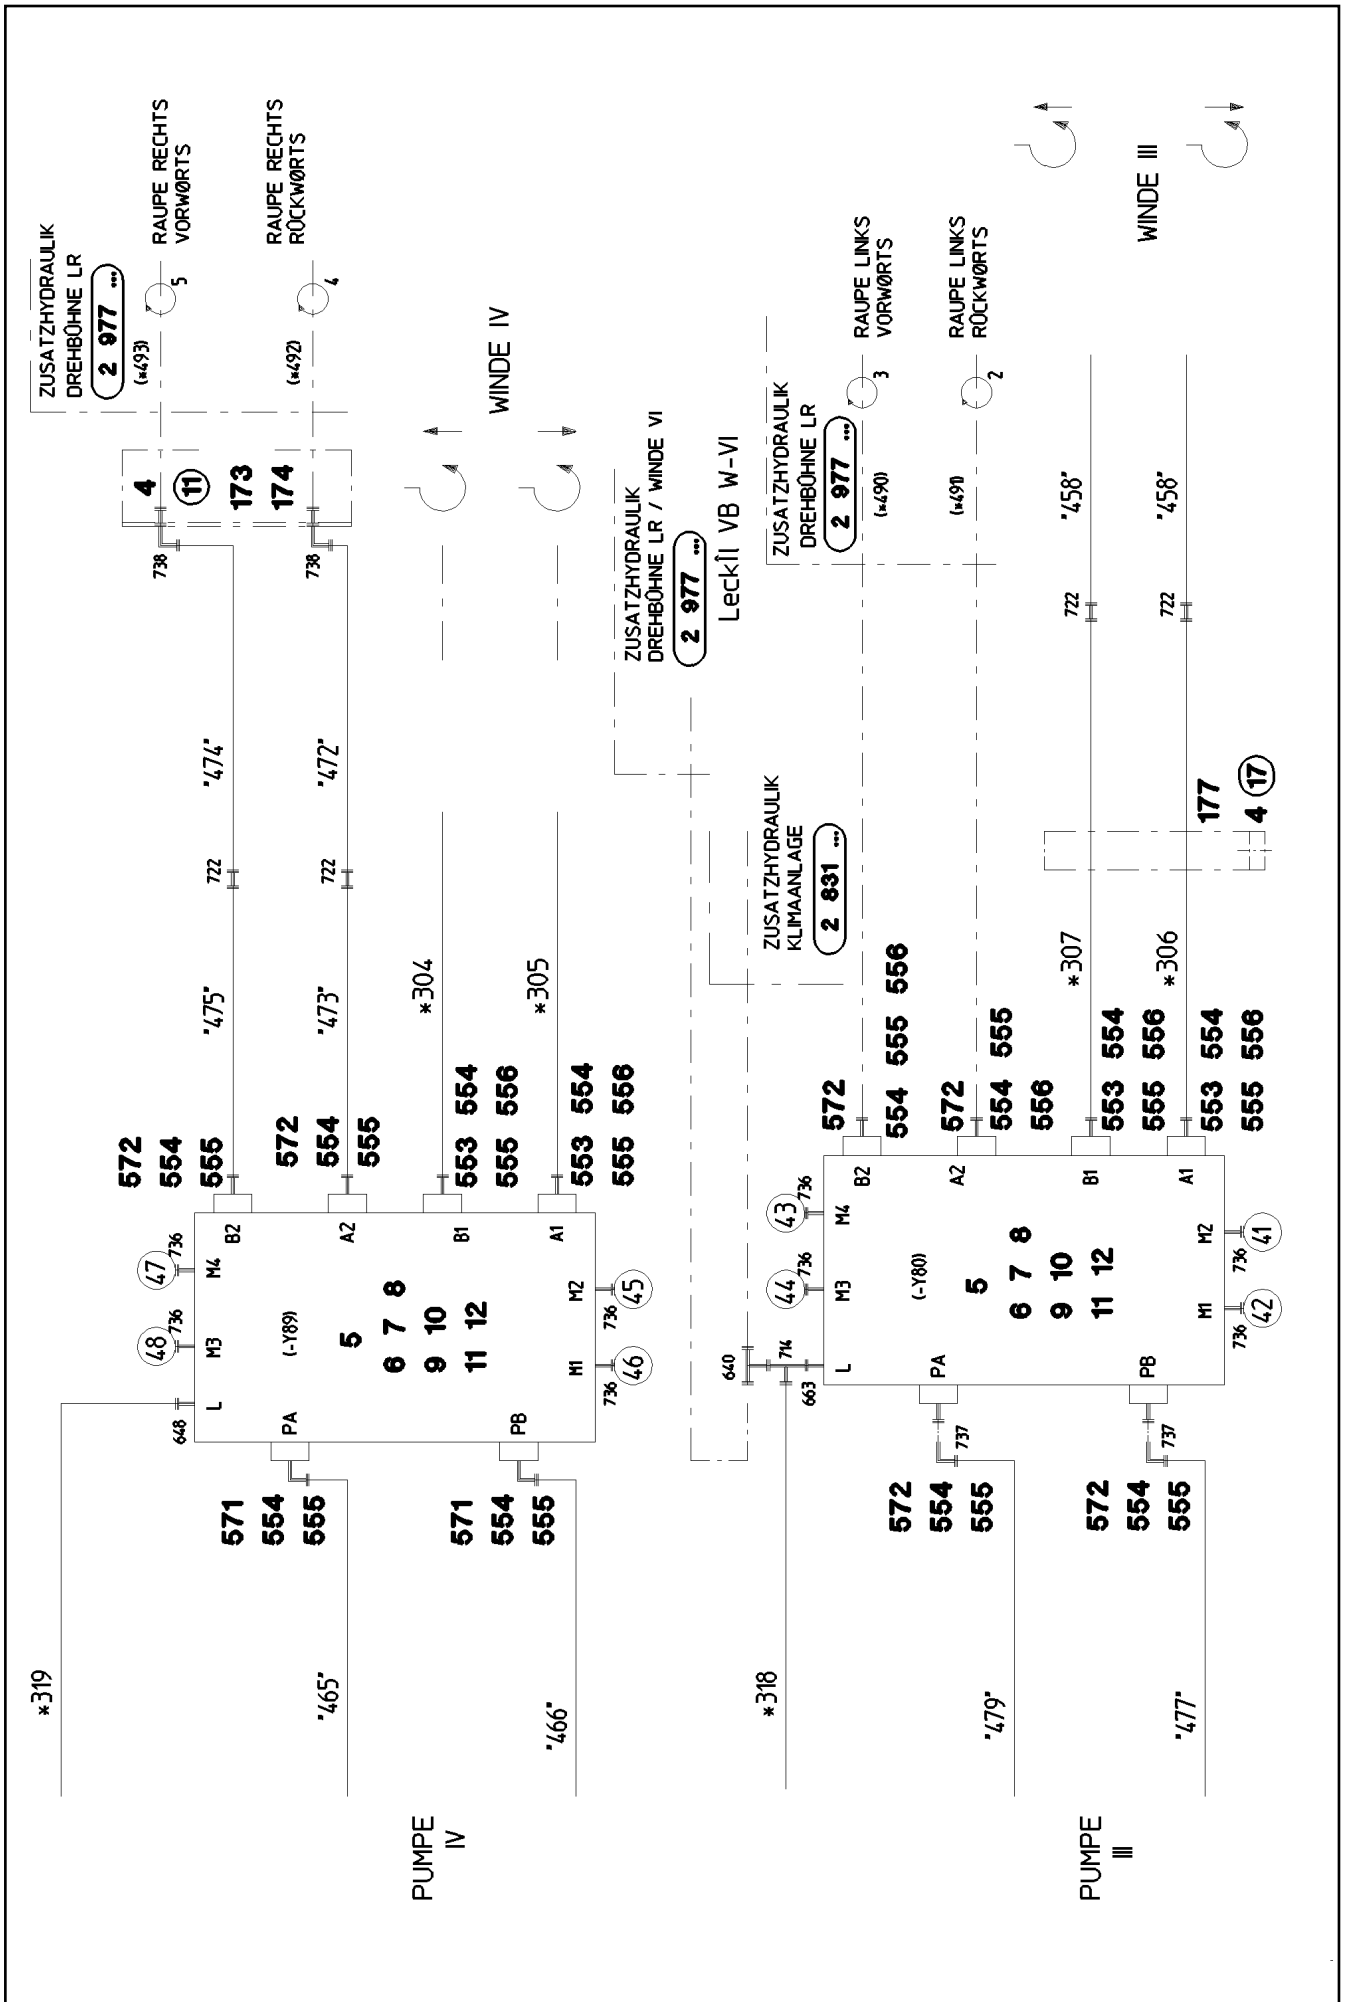 ZUSATZHYDRAULIK
DREHBÜHNE LR
2 977 ...
(*493)
5
RAUPE RECHTS
VORWØRTS
(*492)
4
RAUPE RECHTS
RÜCKWØRTS
4 11
173
174
738
738
"474"
"472"
722
722
"475"
"473"
572
554
555
572
554
555
WINDE IV
*304
*305
553 554
555 556
553 554
555 556
47
736
48
736
M4
M3
B2
A2
B1
A1
(-Y89)
5
6 7 8
9 10
11 12
M2
M1
736
45
736
46
L
648
PA
PB
571
554
555
571
554
555
*319
"465"
"466"
PUMPE
IV
ZUSATZHYDRAULIK
DREHBÜHNE LR / WINDE VI
2 977 ...
LeckÎl VB W-VI
ZUSATZHYDRAULIK
KLIMAANLAGE
2 831 ...
ZUSATZHYDRAULIK
DREHBÜHNE LR
2 977 ...
(*490)
3
RAUPE LINKS
VORWØRTS
(*491)
2
RAUPE LINKS
RÜCKWØRTS
WINDE III
"458"
"458"
722
722
177
4 17
*307
*306
572
554 555 556
572
554 555
556
553 554
555 556
553 554
555 556
43
736
44
736
M4
M3
B2
A2
B1
A1
(-Y80)
5
6 7 8
9 10
11 12
M2
M1
736
41
736
42
L
640
714
663
PA
PB
737
737
572
554
555
572
554
555
*318
"479"
"477"
PUMPE
III